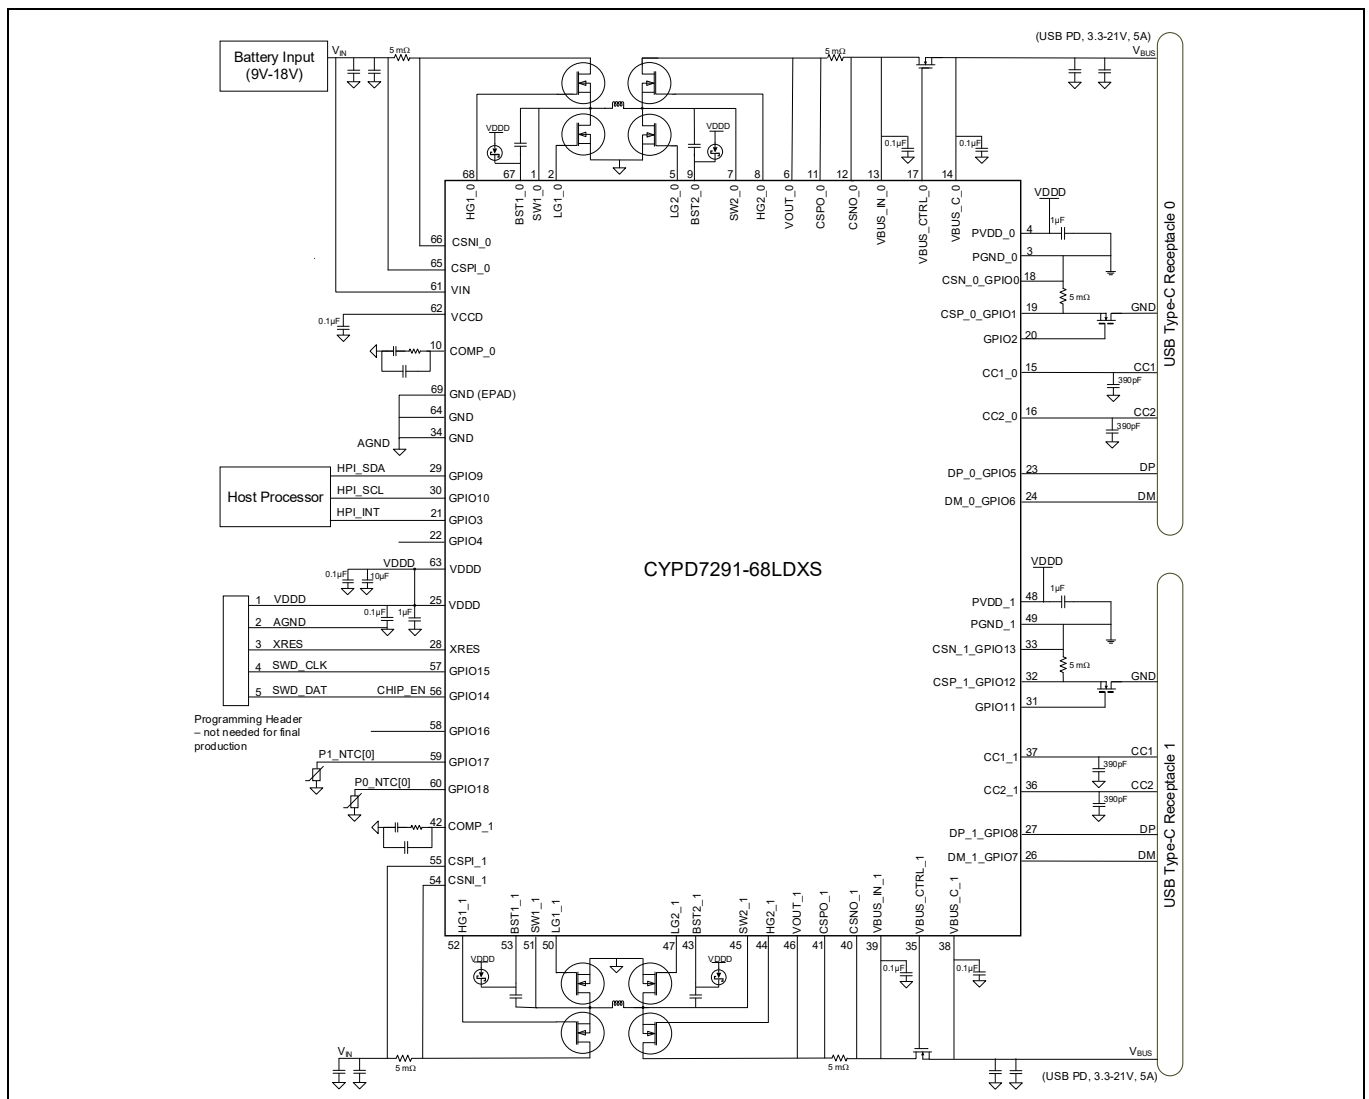 (USB PD, 3.3-21V, 5A)
Battery Input
(9V-18V)
VIN
5 mΩ
5 mΩ
VBUS
VDDD
VDDD
0.1µF
0.1µF
68
67
1
2
5
9
7
8
6
11
12
13
17
14
HG1_0
BST1_0
SW1_0
LG1_0
LG2_0
BST2_0
SW2_0
HG2_0
VOUT_0
CSPO_0
CSNO_0
VBUS_IN_0
VBUS_CTRL_0
VBUS_C_0
66
CSNI_0
65
CSPI_0
61
VIN
62
VCCD
0.1µF
10
COMP_0
69
GND (EPAD)
64
GND
34
GND
AGND
Host Processor
HPI_SDA
29
GPIO9
HPI_SCL
30
GPIO10
HPI_INT
21
GPIO3
22
GPIO4
VDDD
63
VDDD
0.1µF
10µF
1
VDDD
25
VDDD
0.1µF
1µF
2
AGND
3
XRES
28
XRES
4
SWD_CLK
57
GPIO15
5
SWD_DAT
CHIP_EN
56
GPIO14
Programming Header
– not needed for final
production
58
GPIO16
P1_NTC[0]
59
GPIO17
P0_NTC[0]
60
GPIO18
42
COMP_1
55
CSPI_1
54
CSNI_1
CYPD7291-68LDXS
VDDD
1µF
PVDD_0
4
PGND_0
3
CSN_0_GPIO0
18
5 mΩ
CSP_0_GPIO1
19
GND
GPIO2
20
CC1_0
15
CC1
390pF
CC2_0
16
CC2
390pF
DP_0_GPIO5
23
DP
DM_0_GPIO6
24
DM
USB Type-C Receptacle 0
VDDD
1µF
PVDD_1
48
PGND_1
49
CSN_1_GPIO13
33
5 mΩ
CSP_1_GPIO12
32
GND
GPIO11
31
CC1_1
37
CC1
390pF
CC2_1
36
CC2
390pF
DP_1_GPIO8
27
DP
DM_1_GPIO7
26
DM
USB Type-C Receptacle 1
HG1_1
BST1_1
SW1_1
LG1_1
LG2_1
BST2_1
SW2_1
HG2_1
VOUT_1
CSPO_1
CSNO_1
VBUS_IN_1
VBUS_CTRL_1
VBUS_C_1
52
53
51
50
47
43
45
44
46
41
40
39
35
38
VDDD
VDDD
0.1µF
0.1µF
VIN
5 mΩ
5 mΩ
VBUS
(USB PD, 3.3-21V, 5A)